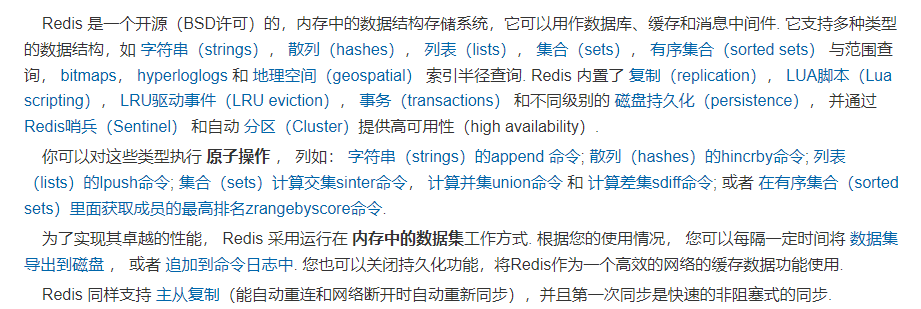 Redis 是一个开源（BSD许可）的，内存中的数据结构存储系统，它可以用作数据库、缓存和消息中间件. 它支持多种类型
的数据结构，如 字符串（strings）， 散列（hashes）， 列表（lists）， 集合（sets）， 有序集合（sorted sets） 与范围查
询， bitmaps， hyperloglogs 和 地理空间（geospatial） 索引半径查询. Redis 内置了 复制（replication）， LUA脚本（Lua
scripting）， LRU驱动事件（LRU eviction）， 事务（transactions） 和不同级别的 磁盘持久化（persistence）， 并通过
Redis哨兵（Sentinel） 和自动 分区（Cluster）提供高可用性（high availability）.
你可以对这些类型执行 原子操作 ， 列如： 字符串（strings）的append 命令; 散列（hashes）的hincrby命令; 列表
（lists）的lpush命令; 集合（sets）计算交集sinter命令， 计算并集union命令 和 计算差集sdiff命令; 或者 在有序集合（sorted
sets）里面获取成员的最高排名zrangebyscore命令.
为了实现其卓越的性能， Redis 采用运行在 内存中的数据集工作方式. 根据您的使用情况， 您可以每隔一定时间将 数据集
导出到磁盘 ， 或者 追加到命令日志中. 您也可以关闭持久化功能，将Redis作为一个高效的网络的缓存数据功能使用.
Redis 同样支持 主从复制（能自动重连和网络断开时自动重新同步），并且第一次同步是快速的非阻塞式的同步.